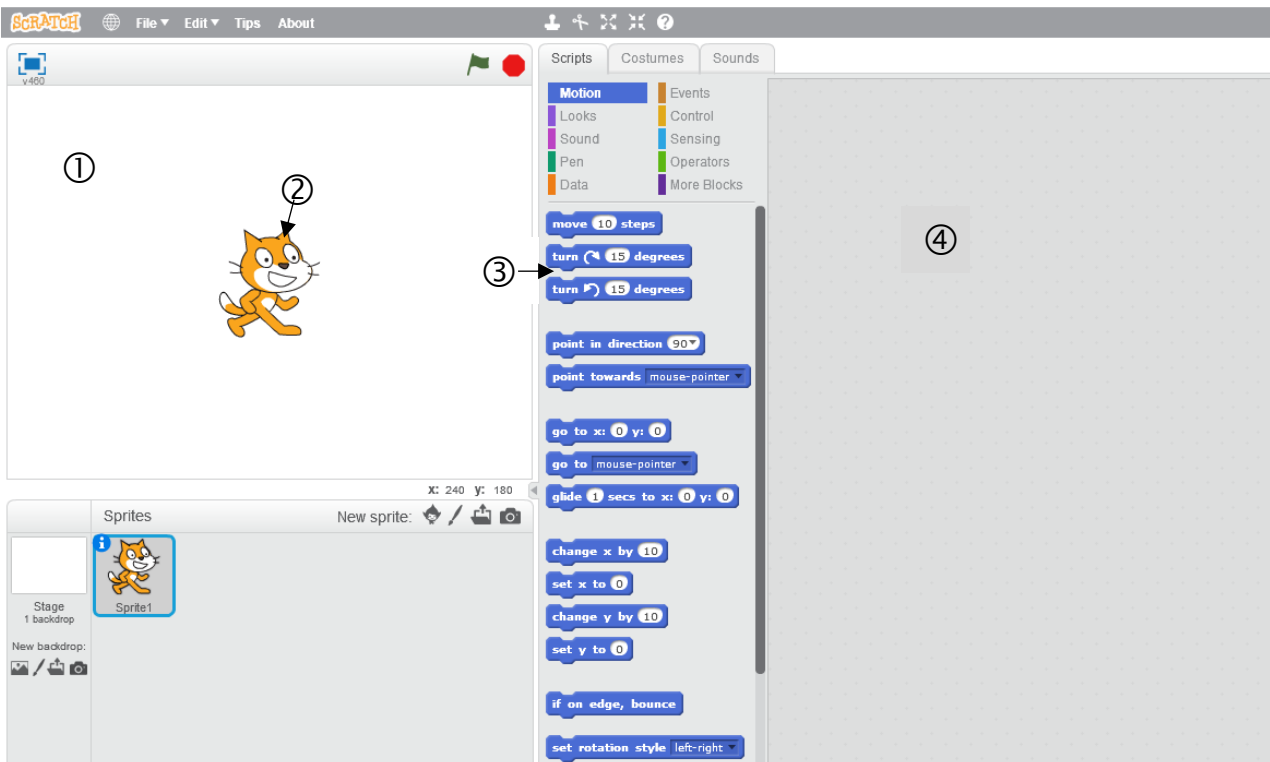 SCRATCH File Edit Tips About
v460
Scripts Costumes Sounds
Motion Events
Looks Control
Sound Sensing
Pen Operators
Data More Blocks
①
②
③
④
move 10 steps
turn 15 degrees
turn 15 degrees
point in direction 90
point towards mouse-pointer
go to x: 0 y: 0
go to mouse-pointer
glide 1 secs to x: 0 y: 0
change x by 10
set x to 0
change y by 10
set y to 0
if on edge, bounce
set rotation style left-right
x: 240 y: 180
Sprites New sprite:
Stage
1 backdrop
New backdrop:
Sprite1